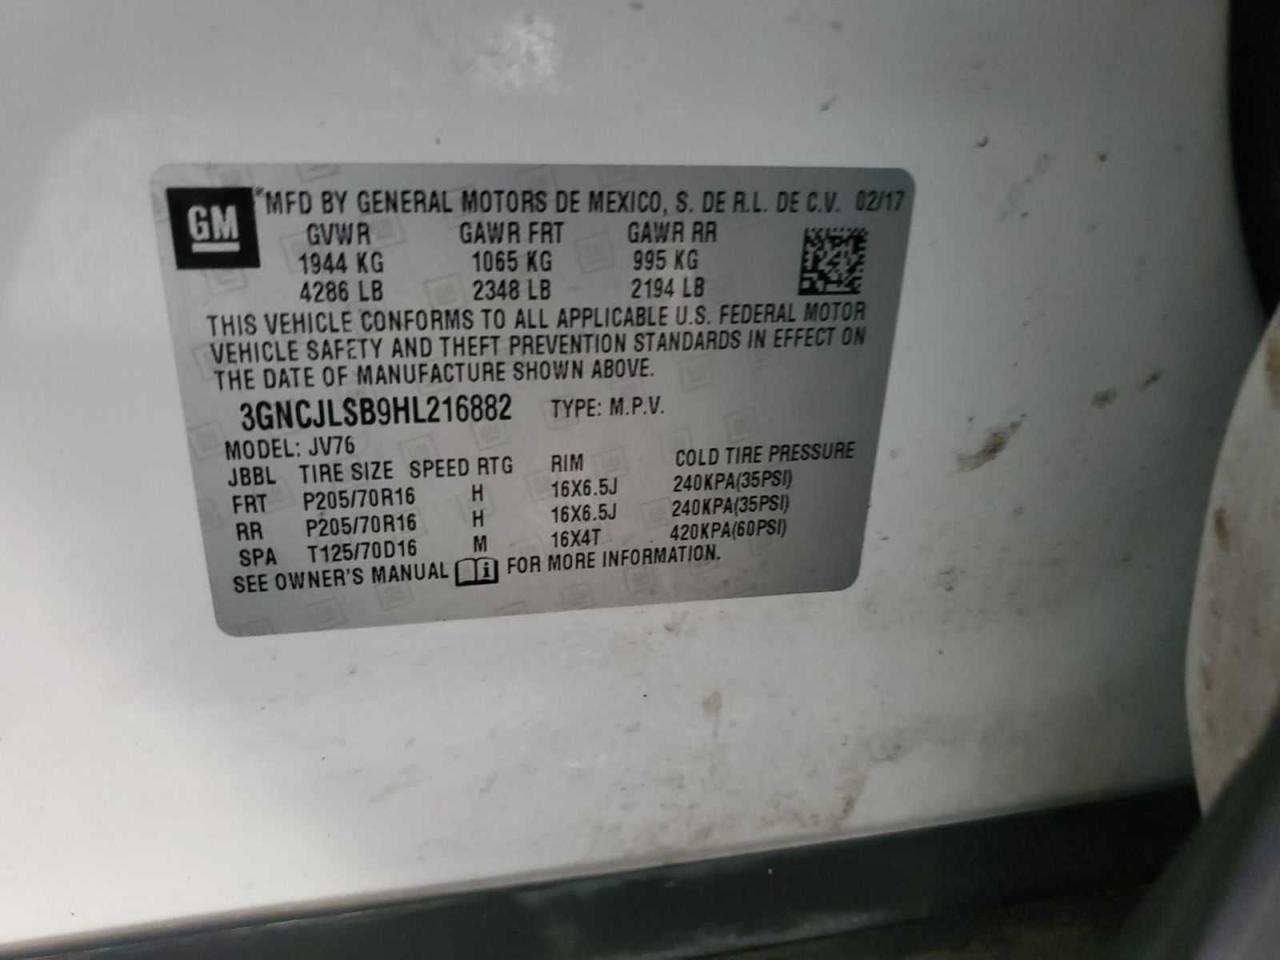 GM
*MFD BY GENERAL MOTORS DE MEXICO, S. DE R.L. DE C.V. 02/17
GVWR GAWR FRT GAWR RR
1944 KG 1065 KG 995 KG
4286 LB 2348 LB 2194 LB
THIS VEHICLE CONFORMS TO ALL APPLICABLE U.S. FEDERAL MOTOR
VEHICLE SAFETY AND THEFT PREVENTION STANDARDS IN EFFECT ON
THE DATE OF MANUFACTURE SHOWN ABOVE.
3GNCJLSB9HL216882 TYPE: M.P.V.
MODEL: JV76
JBBL TIRE SIZE SPEED RTG RIM COLD TIRE PRESSURE
FRT P205/70R16 H 16X6.5J 240KPA(35PSI)
RR P205/70R16 H 16X6.5J 240KPA(35PSI)
SPA T125/70D16 M 16X4T 420KPA(60PSI)
SEE OWNER'S MANUAL FOR MORE INFORMATION.